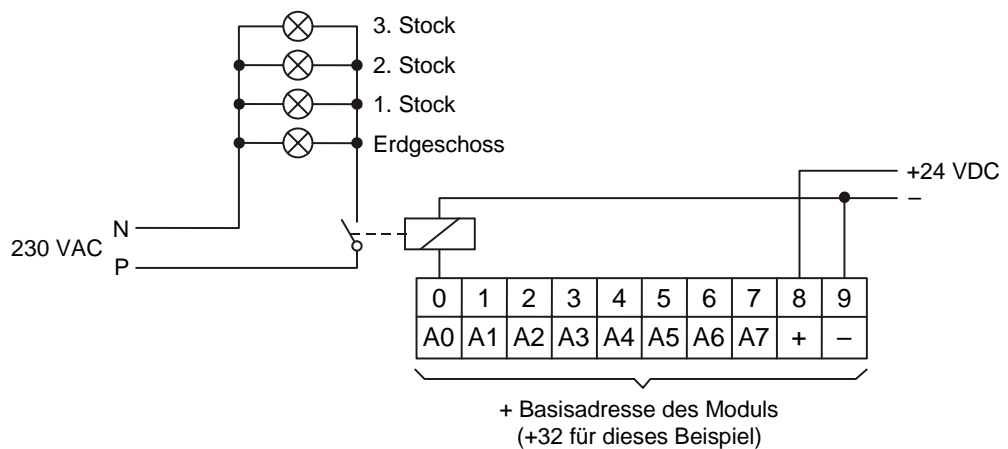 3. Stock
2. Stock
1. Stock
Erdgeschoss
+24 VDC
–
N
230 VAC
P
0 1 2 3 4 5 6 7 8 9
A0 A1 A2 A3 A4 A5 A6 A7 + –
+ Basisadresse des Moduls
(+32 für dieses Beispiel)